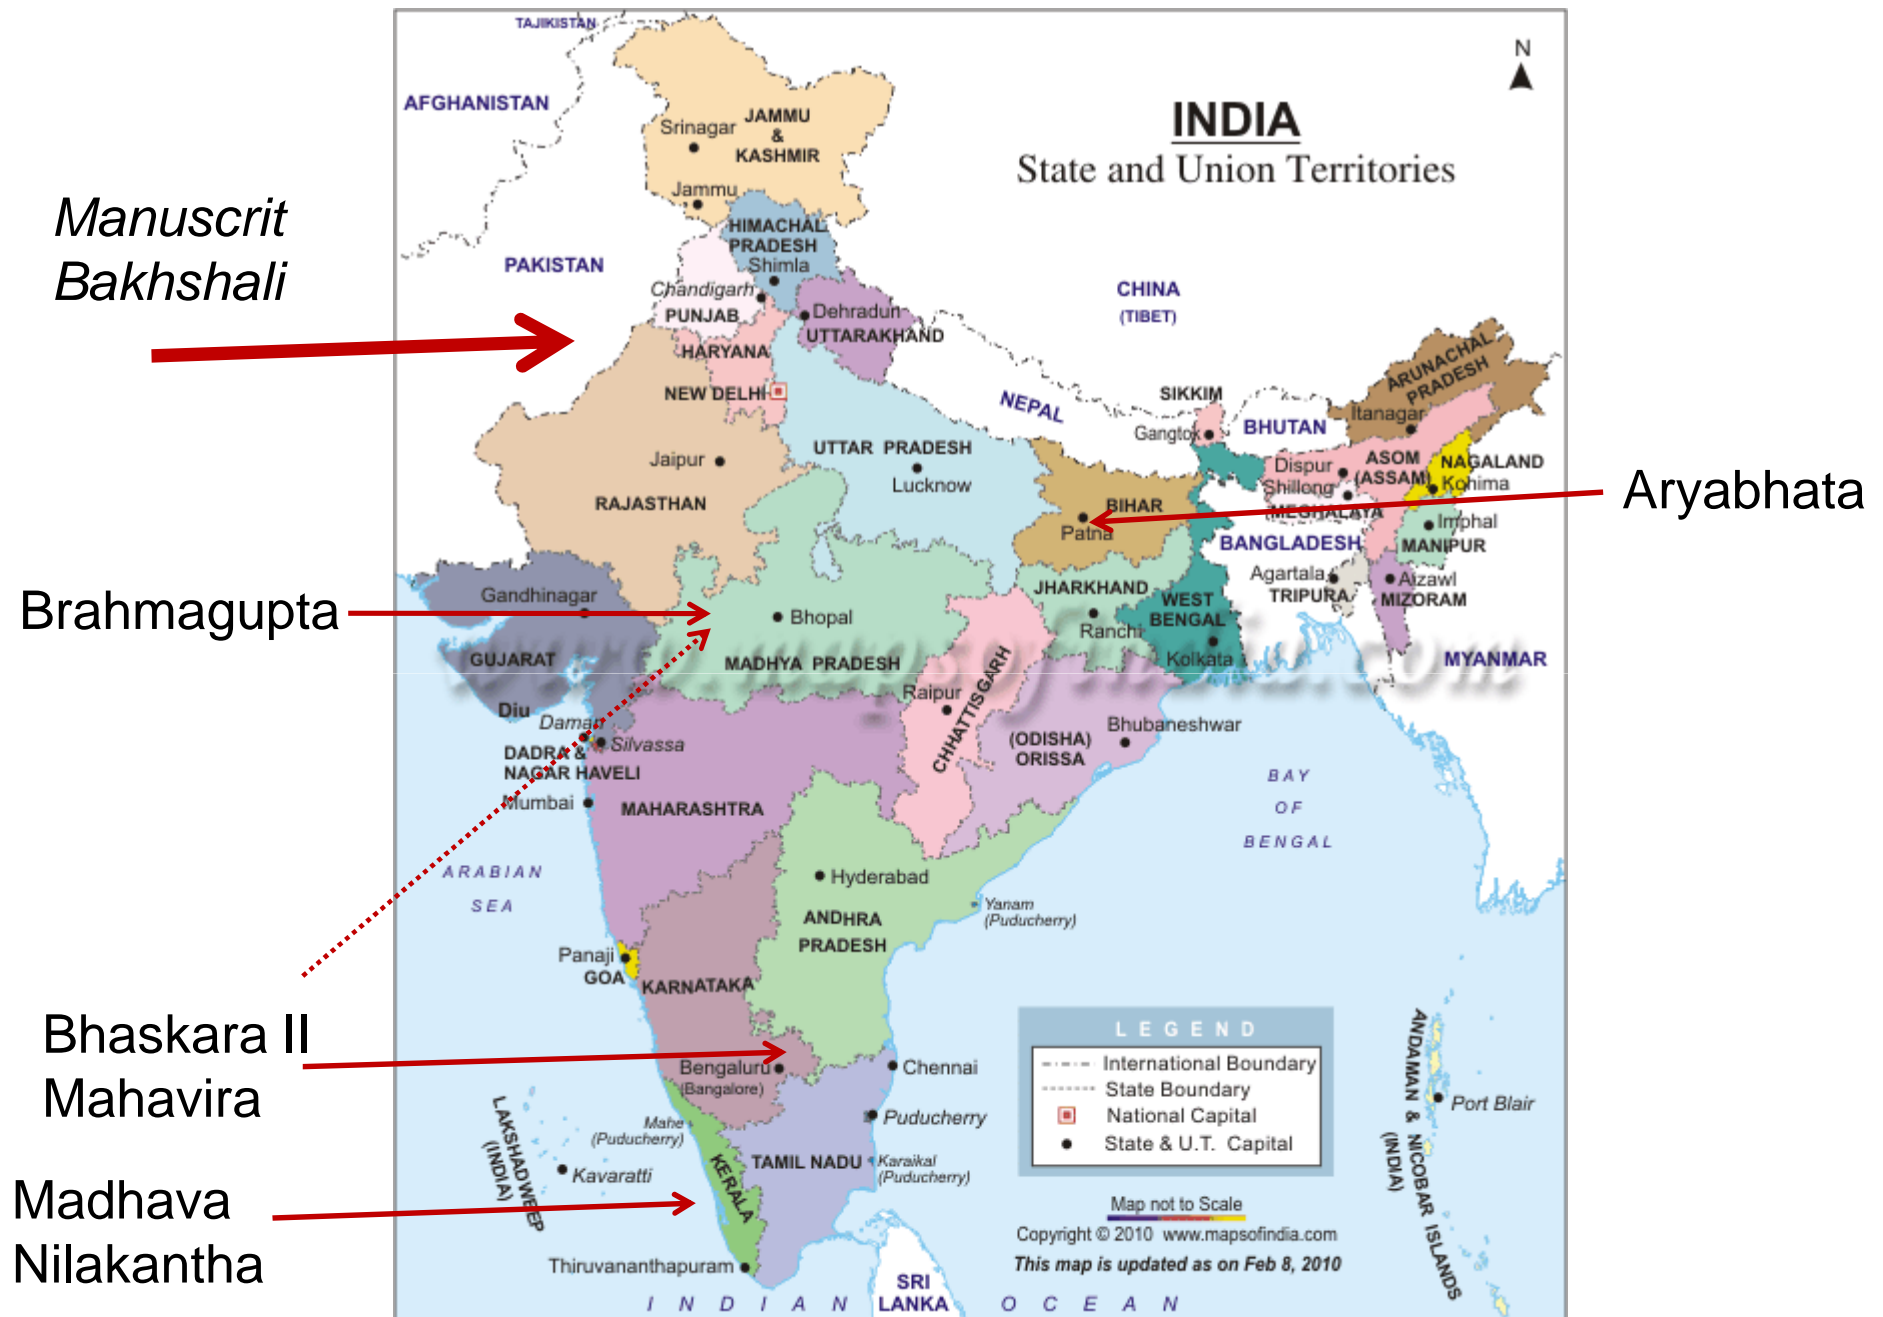 TAJIKISTAN
AFGHANISTAN
N
INDIA
State and Union Territories
Srinagar
JAMMU
&
KASHMIR
Jammu
Manuscrit
Bakhshali
PAKISTAN
HIMACHAL
PRADESH
Shimla
Chandigarh
PUNJAB
CHINA
(TIBET)
Dehradun
UTTARAKHAND
HARYANA
NEW DELHI
NEPAL
SIKKIM
Gangtok
BHUTAN
ARUNACHAL
PRADESH
Itanagar
UTTAR PRADESH
Lucknow
Jaipur
RAJASTHAN
Dispur
Shillong
MEGHALAYA
ASOM
(ASSAM)
NAGALAND
Kohima
Aryabhata
BIHAR
Patna
BANGLADESH
Imphal
MANIPUR
Agartala
TRIPURA
Aizawl
MIZORAM
Brahmagupta
Gandhinagar
GUJARAT
Bhopal
MADHYA PRADESH
JHARKHAND
Ranchi
WEST
BENGAL
Kolkata
MYANMAR
www.mapsofindia.com
Diu
Daman
Silvassa
DADRA &
NAGAR HAVELI
Mumbai
MAHARASHTRA
Raipur
CHHATTISGARH
Bhubaneshwar
(ODISHA)
ORISSA
BAY
OF
BENGAL
ARABIAN
SEA
Hyderabad
ANDHRA
PRADESH
Yanam
(Puducherry)
Panaji
GOA
KARNATAKA
Bhaskara II
Mahavira
Bengaluru
(Bangalore)
Chennai
Mahe
(Puducherry)
Puducherry
LAKSHADWEEP
(INDIA)
Kavaratti
KERALA
TAMIL NADU
Karaikal
(Puducherry)
Madhava
Nilakantha
Thiruvananthapuram
SRI
LANKA
INDIAN OCEAN
LEGEND
International Boundary
State Boundary
National Capital
State & U.T. Capital
Map not to Scale
Copyright © 2010 www.mapsofindia.com
This map is updated as on Feb 8, 2010
ANDAMAN & NICOBAR ISLANDS
(INDIA)
Port Blair